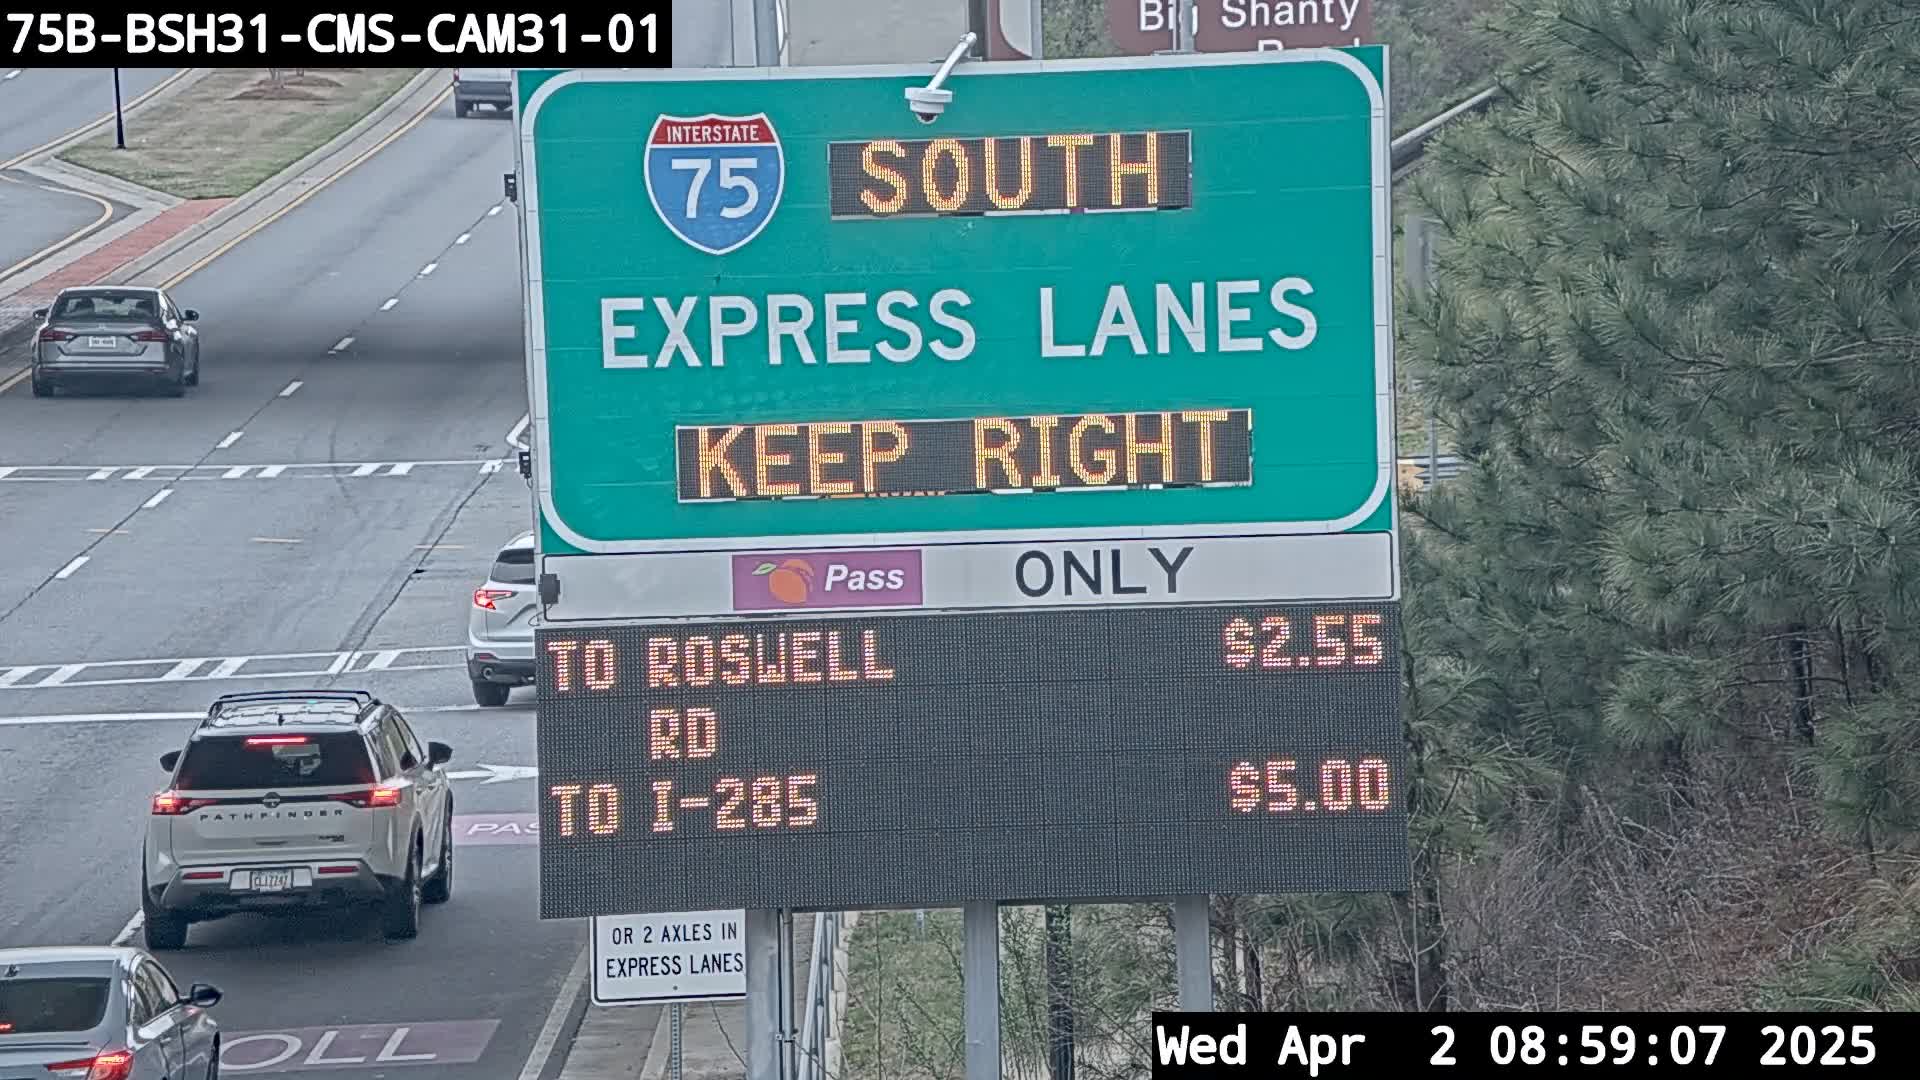 75B-BSH31-CMS-CAM31-01
Big Shanty
INTERSTATE
75
SOUTH
EXPRESS LANES
KEEP RIGHT
Pass ONLY
TO ROSWELL $2.55
RD
TO I-285 $5.00
PATHFINDER
OR 2 AXLES IN
EXPRESS LANES
Wed Apr 2 08:59:07 2025